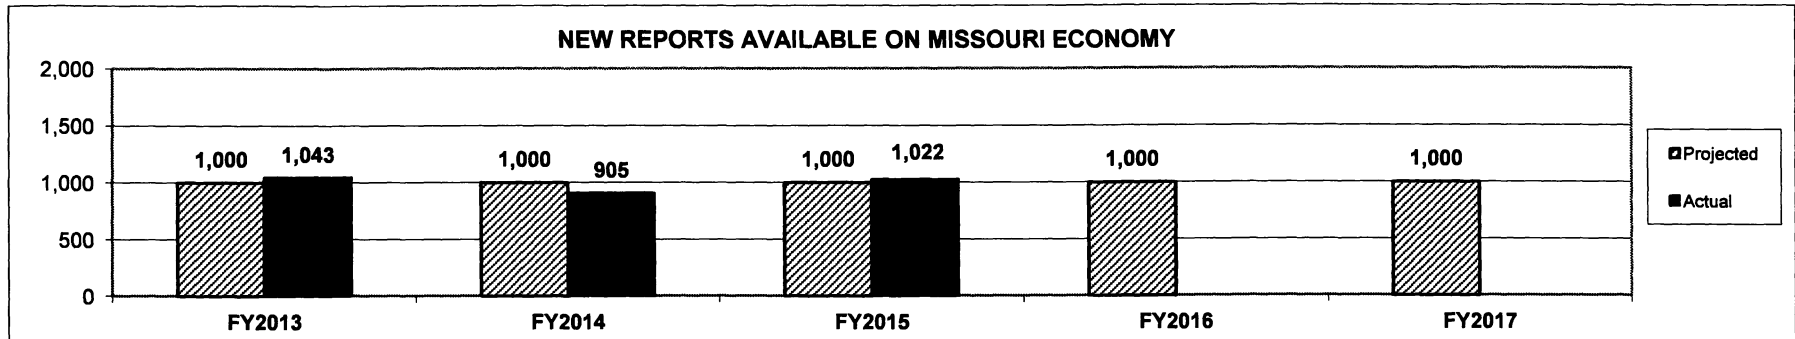 NEW REPORTS AVAILABLE ON MISSOURI ECONOMY
2,000
1,500
1,000
500
0
1,000 1,043
1,000 905
1,000 1,022
1,000
1,000
FY2013 FY2014 FY2015 FY2016 FY2017
Projected
Actual